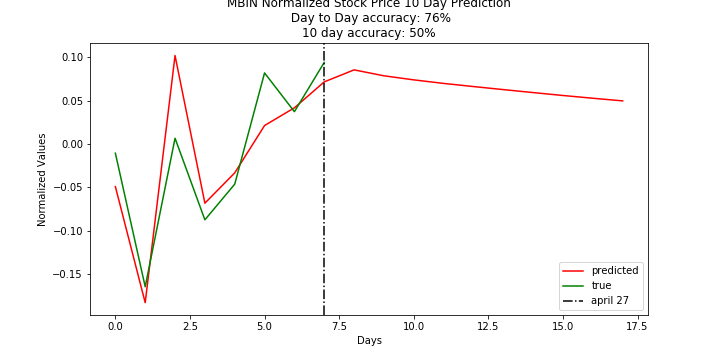 MBIN Normalized Stock Price 10 Day Prediction
Day to Day accuracy: 76%
10 day accuracy: 50%
Normalized Values
0.10
0.05
0.00
−0.05
−0.10
−0.15
predicted
true
april 27
0.0 2.5 5.0 7.5 10.0 12.5 15.0 17.5
Days